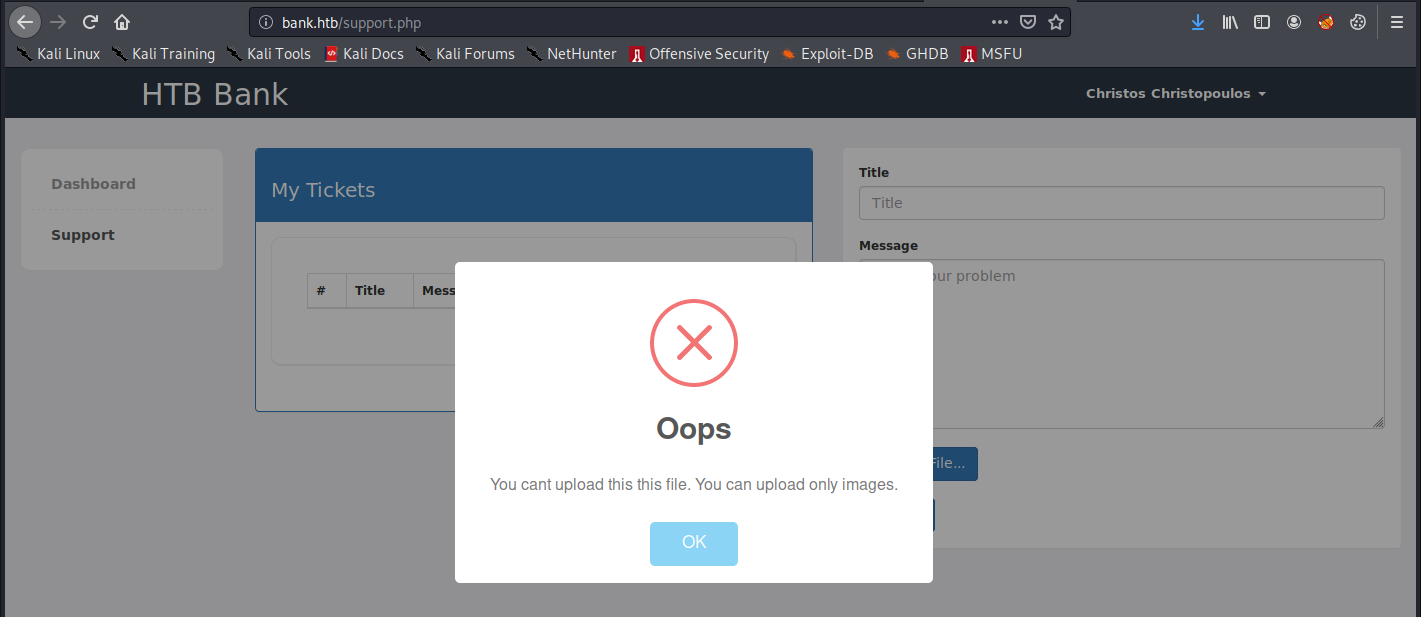 bank.htb/support.php
Kali Linux Kali Training Kali Tools Kali Docs Kali Forums NetHunter Offensive Security Exploit-DB GHDB MSFU
HTB Bank
Christos Christopoulos
Dashboard
Support
My Tickets
# Title Mess
Title
Title
Message
our problem
File...
Oops
You cant upload this this file. You can upload only images.
OK